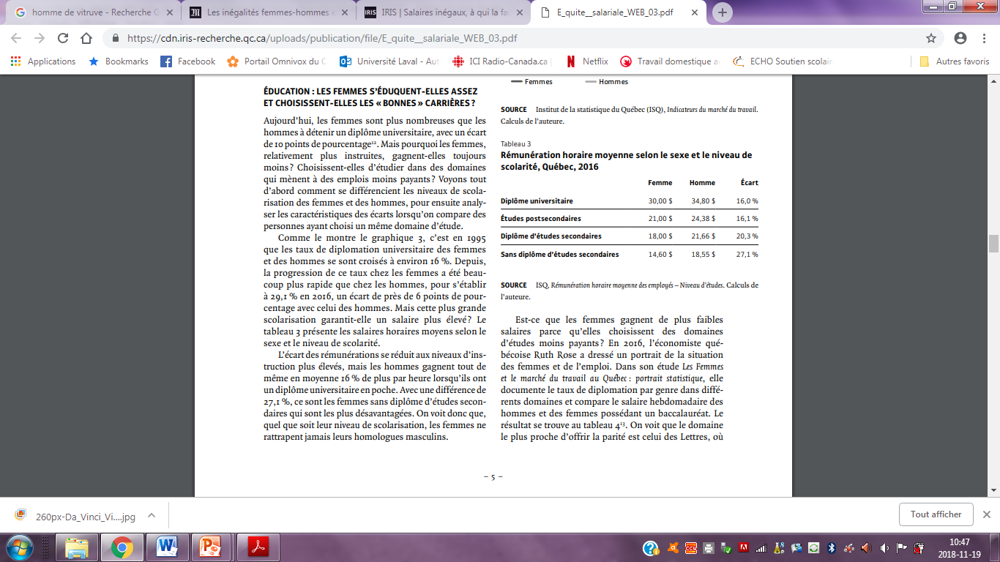 homme de vitruve - Recherche G
Les inégalités femmes-hommes e
IRIS | Salaires inégaux, à qui la fa
E_quite__salariale_WEB_03.pdf
https://cdn.iris-recherche.qc.ca/uploads/publication/file/E_quite__salariale_WEB_03.pdf
Applications
Bookmarks
Facebook
Portail Omnivox du C
Université Laval - Aut
ICI Radio-Canada.ca |
Netflix
Travail domestique a
ECHO Soutien scolair
Autres favoris
ÉDUCATION : LES FEMMES S’ÉDUQUENT-ELLES ASSEZ
ET CHOISISSENT-ELLES LES « BONNES » CARRIÈRES ?
Aujourd’hui, les femmes sont plus nombreuses que les
hommes à détenir un diplôme universitaire, avec un écart
de 10 points de pourcentage¹². Mais pourquoi les femmes,
relativement plus instruites, gagnent-elles toujours
moins ? Choisissent-elles d’étudier dans des domaines
qui mènent à des emplois moins payants ? Voyons tout
d’abord comment se différencient les niveaux de scola-
risation des femmes et des hommes, pour ensuite analy-
ser les caractéristiques des écarts lorsqu’on compare des
personnes ayant choisi un même domaine d’étude.
Comme le montre le graphique 3, c’est en 1995
que les taux de diplomation universitaire des femmes
et des hommes se sont croisés à environ 16 %. Depuis,
la progression de ce taux chez les femmes a été beau-
coup plus rapide que chez les hommes, pour s’établir
à 29,1 % en 2016, un écart de près de 6 points de pour-
centage avec celui des hommes. Mais cette plus grande
scolarisation garantit-elle un salaire plus élevé ? Le
tableau 3 présente les salaires horaires moyens selon le
sexe et le niveau de scolarité.
L’écart des rémunérations se réduit aux niveaux d’ins-
truction plus élevés, mais les hommes gagnent tout de
même en moyenne 16 % de plus par heure lorsqu’ils ont
un diplôme universitaire en poche. Avec une différence de
27,1 %, ce sont les femmes sans diplôme d’études secon-
daires qui sont les plus désavantagées. On voit donc que,
quel que soit leur niveau de scolarisation, les femmes ne
rattrapent jamais leurs homologues masculins.
Femmes Hommes
SOURCE Institut de la statistique du Québec (ISQ), Indicateurs du marché du travail.
Calculs de l’auteure.
Tableau 3
Rémunération horaire moyenne selon le sexe et le niveau de
scolarité, Québec, 2016
Femme Homme Écart
Diplôme universitaire 30,00 $ 34,80 $ 16,0 %
Études postsecondaires 21,00 $ 24,38 $ 16,1 %
Diplôme d’études secondaires 18,00 $ 21,66 $ 20,3 %
Sans diplôme d’études secondaires 14,60 $ 18,55 $ 27,1 %
SOURCE ISQ, Rémunération horaire moyenne des employés – Niveau d’études. Calculs de
l’auteure.
Est-ce que les femmes gagnent de plus faibles
salaires parce qu’elles choisissent des domaines
d’études moins payants ? En 2016, l’économiste qué-
bécoise Ruth Rose a dressé un portrait de la situation
des femmes et de l’emploi. Dans son étude Les Femmes
et le marché du travail au Québec : portrait statistique, elle
documente le taux de diplomation par genre dans diffé-
rents domaines et compare le salaire hebdomadaire des
hommes et des femmes possédant un baccalauréat. Le
résultat se trouve au tableau 4¹³. On voit que le domaine
le plus proche d’offrir la parité est celui des Lettres, où
– 5 –
260px-Da_Vinci_Vi....jpg
Tout afficher
10:47
2018-11-19